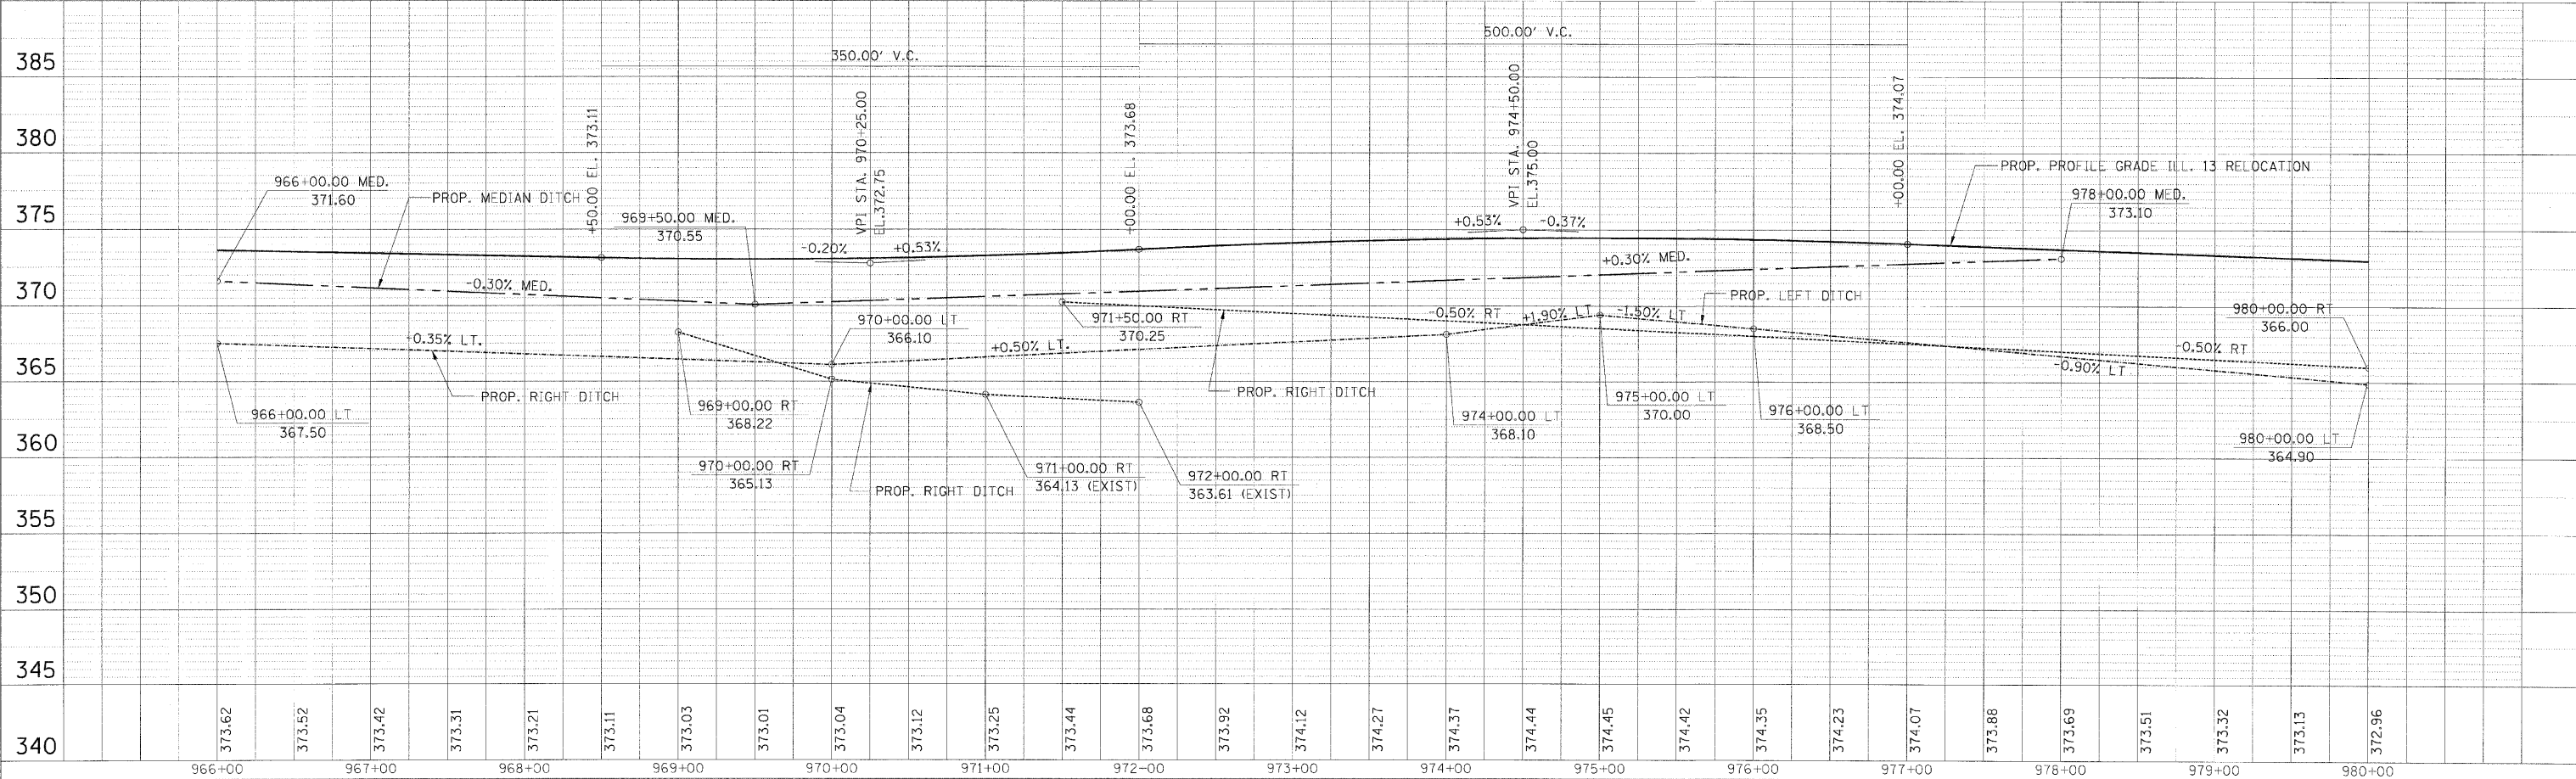 385
380
375
370
365
360
355
350
345
340
350.00' V.C.
500.00' V.C.
+50.00 EL. 373.11
VPI STA. 970+25.00
EL.372.75
+00.00 EL. 373.68
VPI STA. 974+50.00
EL.375.00
+00.00 EL. 374.07
966+00.00 MED.
371.60
PROP. MEDIAN DITCH
969+50.00 MED.
370.55
-0.20%
+0.53%
+0.53%
-0.37%
PROP. PROFILE GRADE ILL. 13 RELOCATION
978+00.00 MED.
373.10
-0.30% MED.
+0.30% MED.
PROP. LEFT DITCH
980+00.00 RT
366.00
970+00.00 LT
366.10
971+50.00 RT
370.25
-0.50% RT
+1.90% LT
-1.50% LT
+0.35% LT.
+0.50% LT.
-0.50% RT
-0.90% LT
PROP. RIGHT DITCH
PROP. RIGHT DITCH
966+00.00 LT
367.50
969+00.00 RT
368.22
974+00.00 LT
368.10
975+00.00 LT
370.00
976+00.00 LT
368.50
980+00.00 LT
364.90
970+00.00 RT
365.13
PROP. RIGHT DITCH
971+00.00 RT
364.13 (EXIST)
972+00.00 RT
363.61 (EXIST)
373.62
373.52
373.42
373.31
373.21
373.11
373.03
373.01
373.04
373.12
373.25
373.44
373.68
373.92
374.12
374.27
374.37
374.44
374.45
374.42
374.35
374.23
374.07
373.88
373.69
373.51
373.32
373.13
372.96
966+00
967+00
968+00
969+00
970+00
971+00
972+00
973+00
974+00
975+00
976+00
977+00
978+00
979+00
980+00